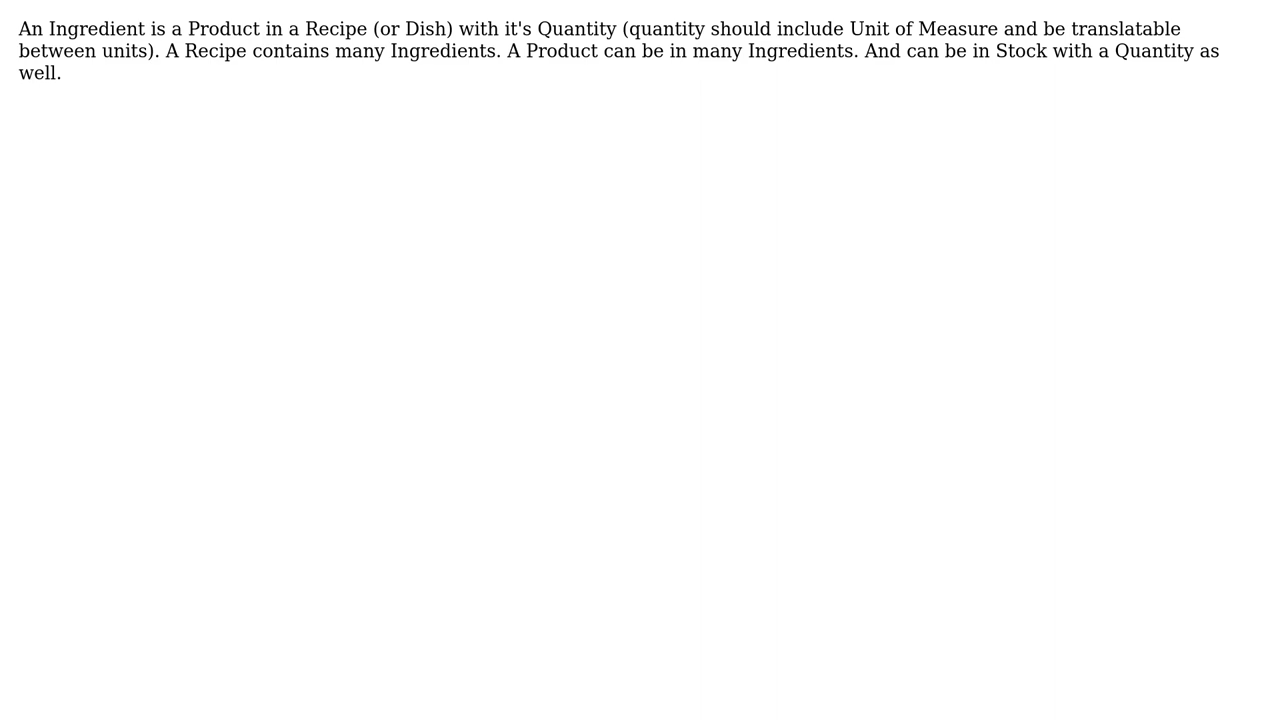 An Ingredient is a Product in a Recipe (or Dish) with it's Quantity (quantity should include Unit of Measure and be translatable
between units). A Recipe contains many Ingredients. A Product can be in many Ingredients. And can be in Stock with a Quantity as
well.